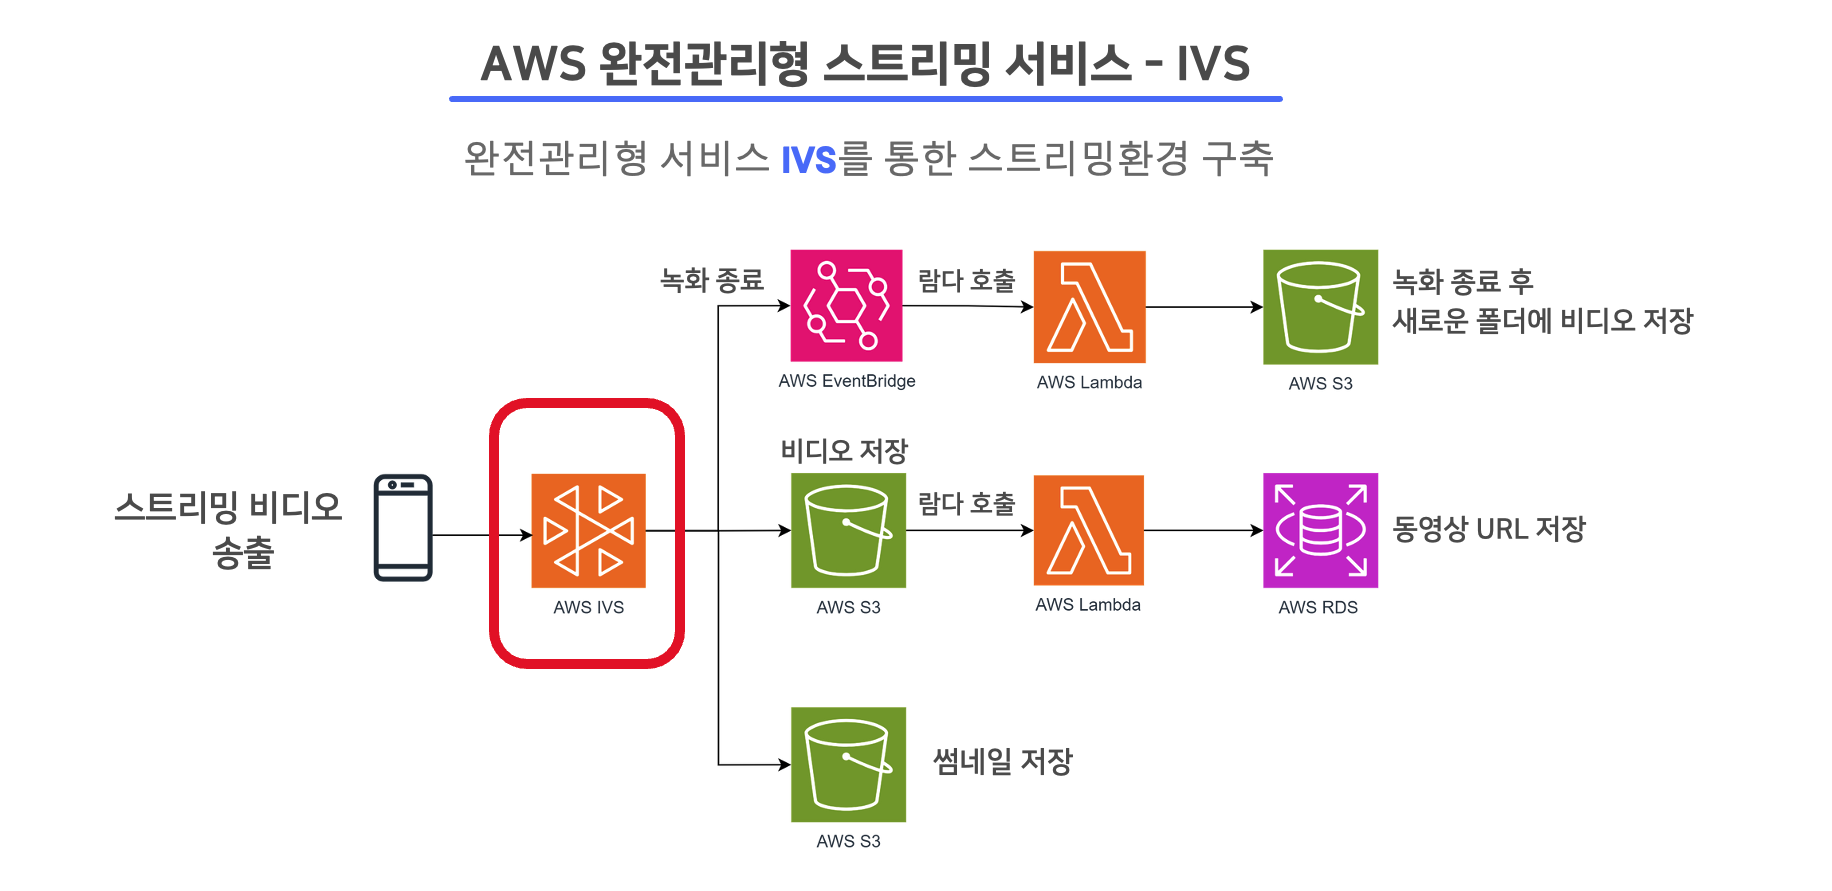 AWS 완전관리형 스트리밍 서비스 - IVS
완전관리형 서비스 IVS를 통한 스트리밍환경 구축
녹화 종료
람다 호출
녹화 종료 후
새로운 폴더에 비디오 저장
AWS EventBridge
AWS Lambda
AWS S3
스트리밍 비디오
송출
AWS IVS
비디오 저장
람다 호출
동영상 URL 저장
AWS S3
AWS Lambda
AWS RDS
썸네일 저장
AWS S3